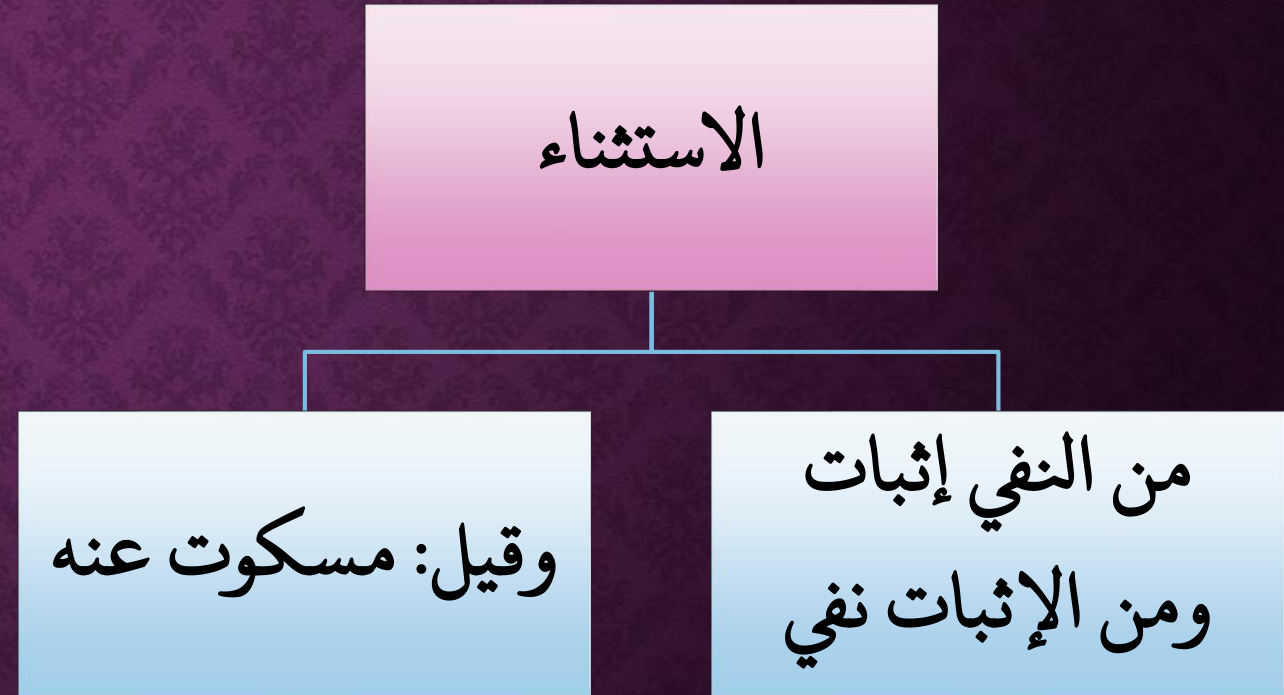 الاستثناء
من النفي إثبات
ومن الإثبات نفي
وقيل: مسكوت عنه